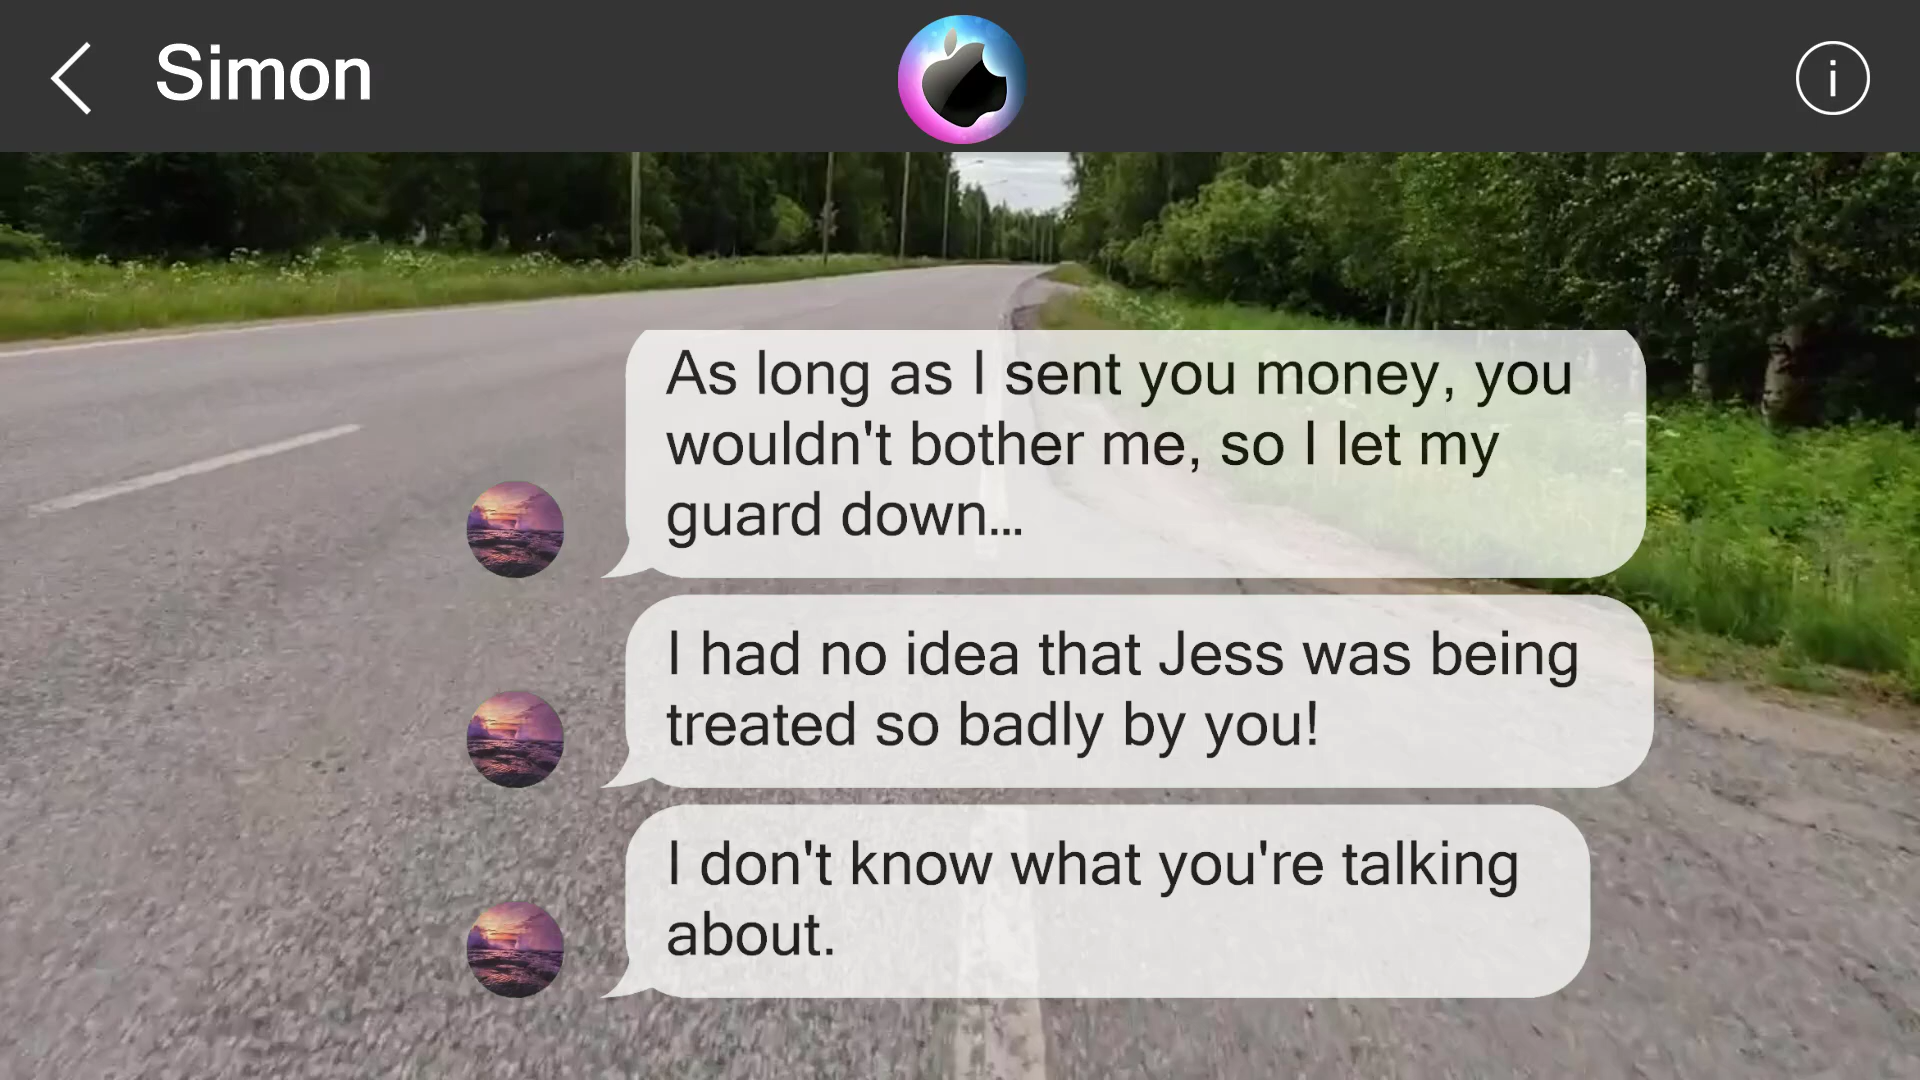 Simon
i
As long as I sent you money, you
wouldn't bother me, so I let my
guard down...
I had no idea that Jess was being
treated so badly by you!
I don't know what you're talking
about.